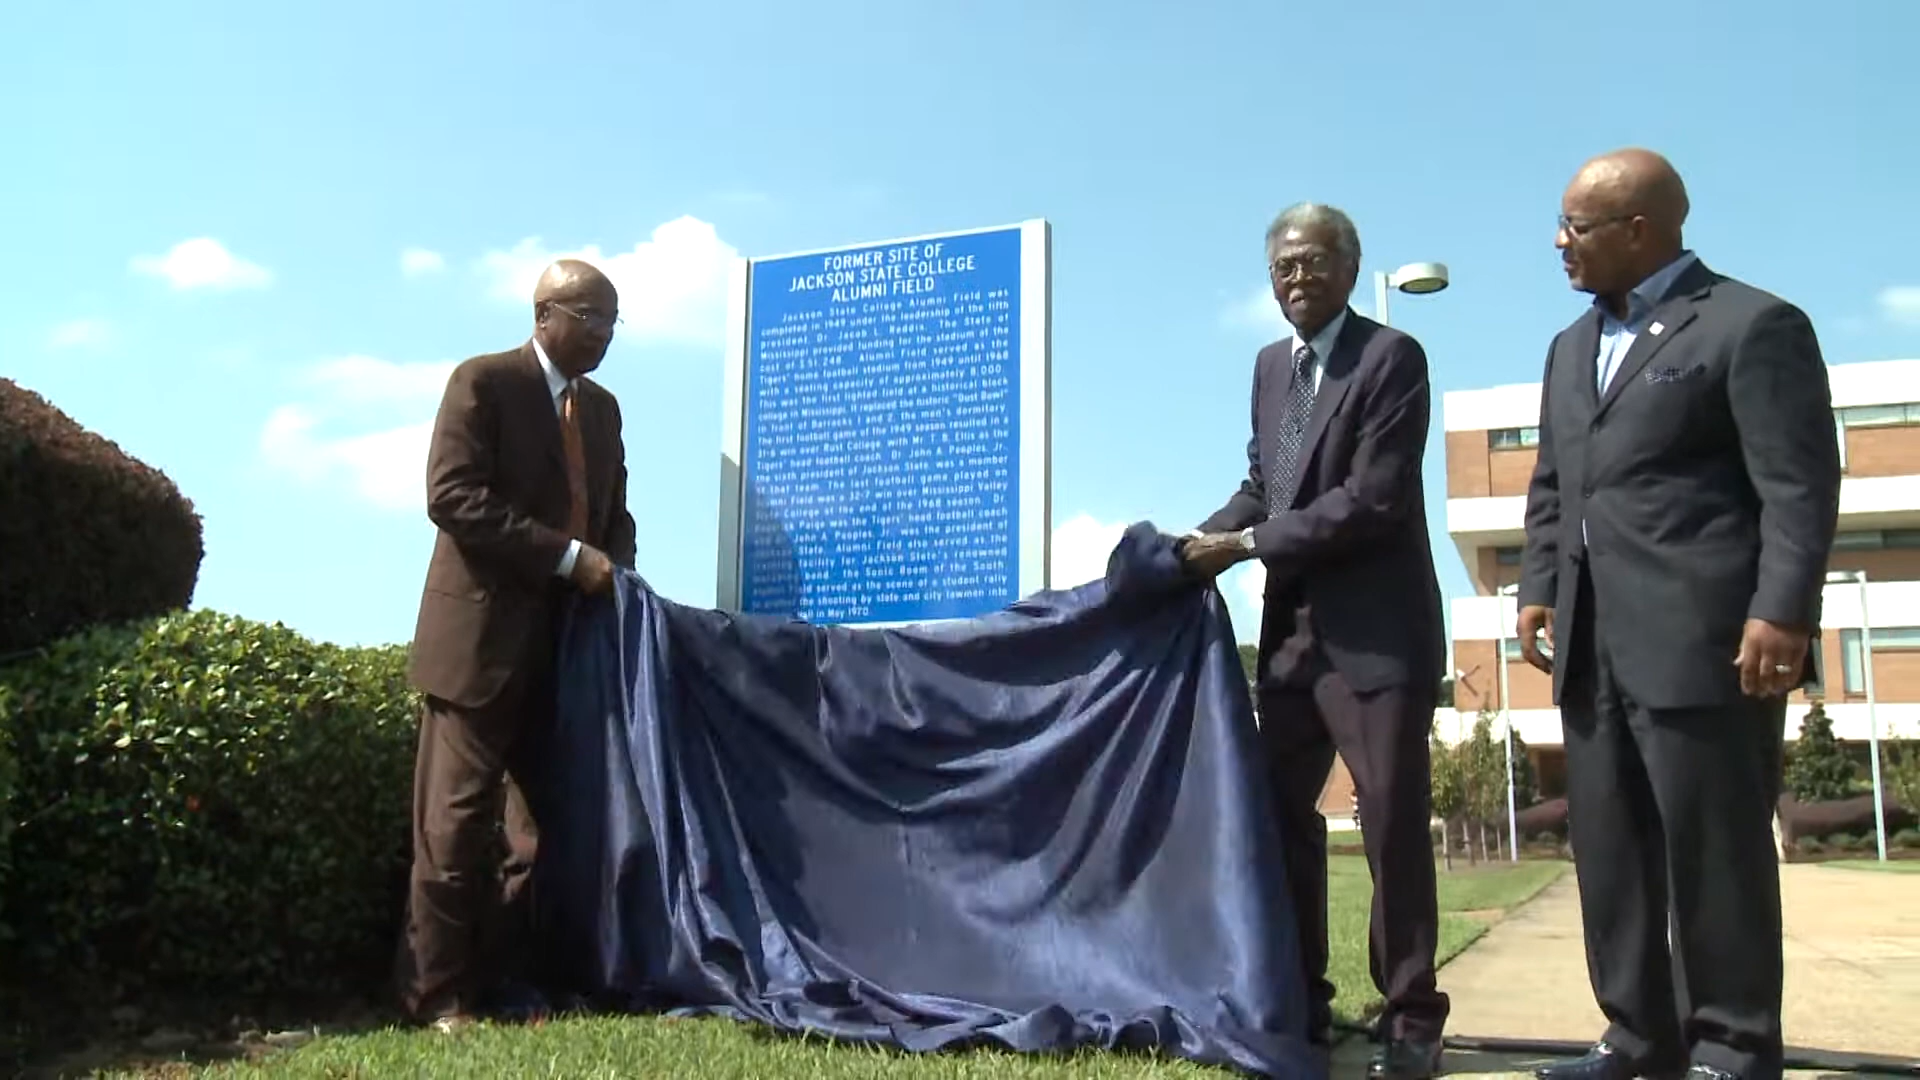 FORMER SITE OF
JACKSON STATE COLLEGE
ALUMNI FIELD
Jackson State College Alumni Field was
completed in 1949 under the leadership of the fifth
president, Dr. Jacob L. Reddix. The State of
Mississippi provided funding for the stadium at the
cost of $51,248. Alumni Field served as the
Tigers' home football stadium from 1949 until 1968
with a seating capacity of approximately 8,000.
This was the first lighted field at a historical black
college in Mississippi. It replaced the historic "Dust Bowl"
in front of Barracks 1 and 2, the men's dormitory.
The first football game of the 1949 season resulted in a
win over Rust College with Mr. T. B. Ellis as the
Tigers' head football coach. Dr. John A. Peoples, Jr.,
president of Jackson State was a member
of that team. The last football game played on
Field was a 32-7 win over Mississippi Valley
State College, in the 1968 season. Dr.
Paige was the Tigers' head football coach
John A. Peoples, Jr. was the president of
State. Alumni Field also served as the
facility for Jackson State's renowned
band, the Sonic Boom of the South
served as the scene of a student rally
the shooting by state and city lawmen into
in May 1970.